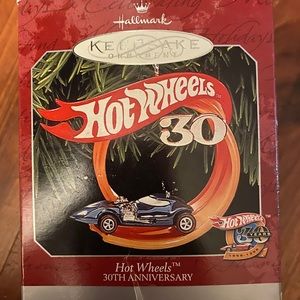 Hallmark
KEEPSAKE
ORNAMENT
HOT WHEELS
30
HOT WHEELS
30
Hot Wheels™
30TH ANNIVERSARY